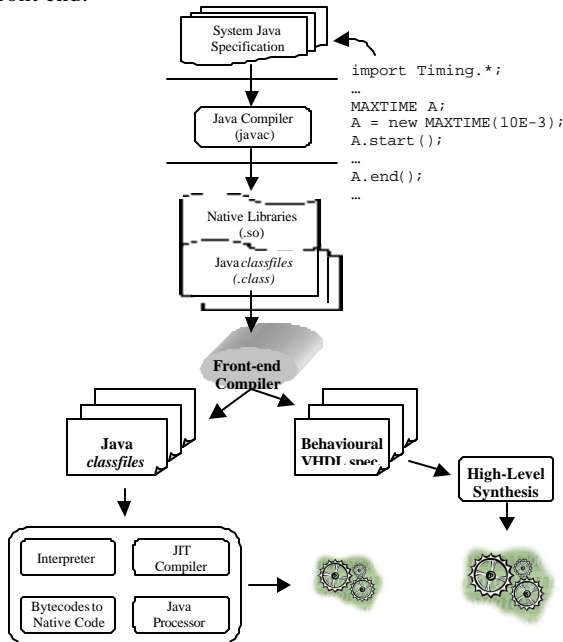 System Java
Specification
import Timing.*;
…
MAXTIME A;
A = new MAXTIME(10E-3);
A.start();
…
A.end();
…
Java Compiler
(javac)
Native Libraries
(.so)
Java classfiles
(.class)
Front-end
Compiler
Java
classfiles
Behavioural
VHDL spec.
High-Level
Synthesis
Interpreter
JIT
Compiler
Bytecodes to
Native Code
Java
Processor